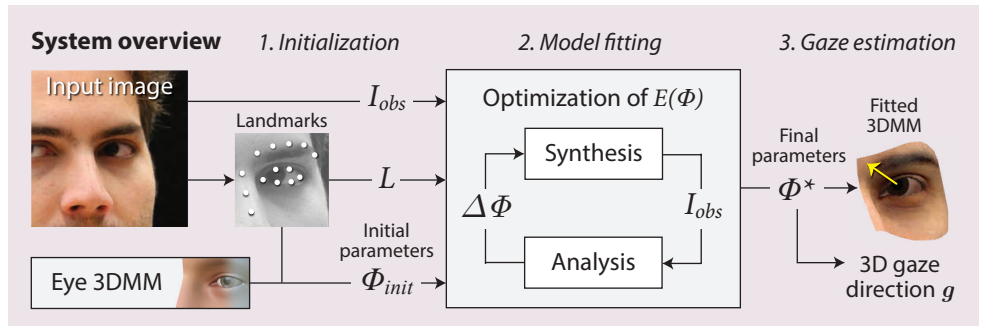 System overview
1. Initialization
2. Model fitting
3. Gaze estimation
Input image
I_obs
Landmarks
L
Initial
parameters
Eye 3DMM
Φ_init
Optimization of E(Φ)
Synthesis
ΔΦ
I_obs
Analysis
Final
parameters
Φ*
Fitted
3DMM
3D gaze
direction g